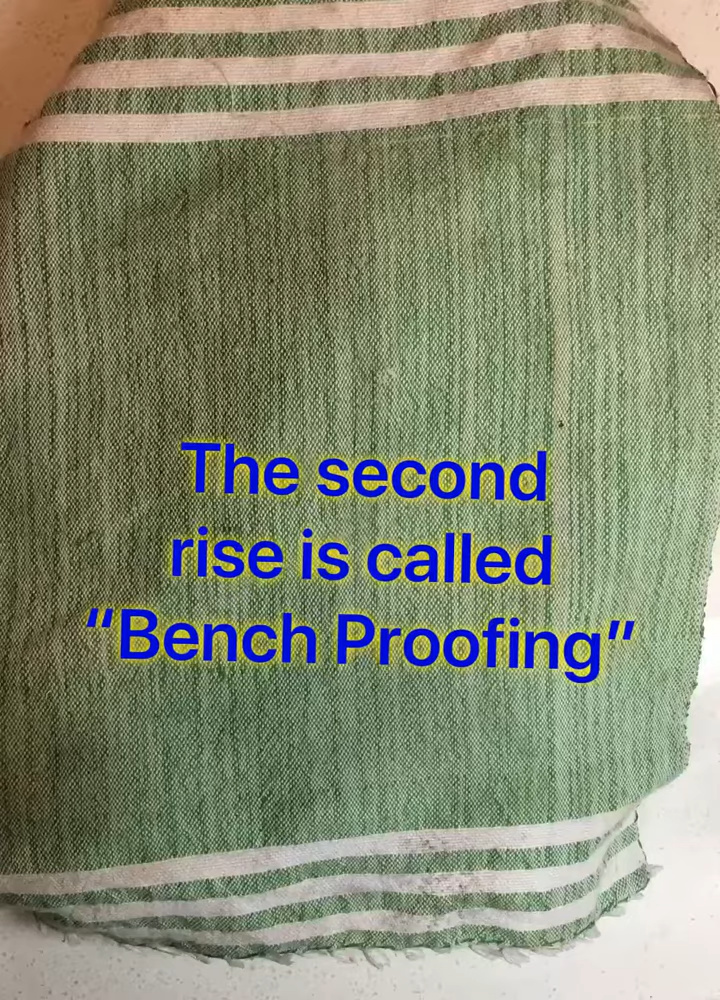 The second
rise is called
“Bench Proofing”